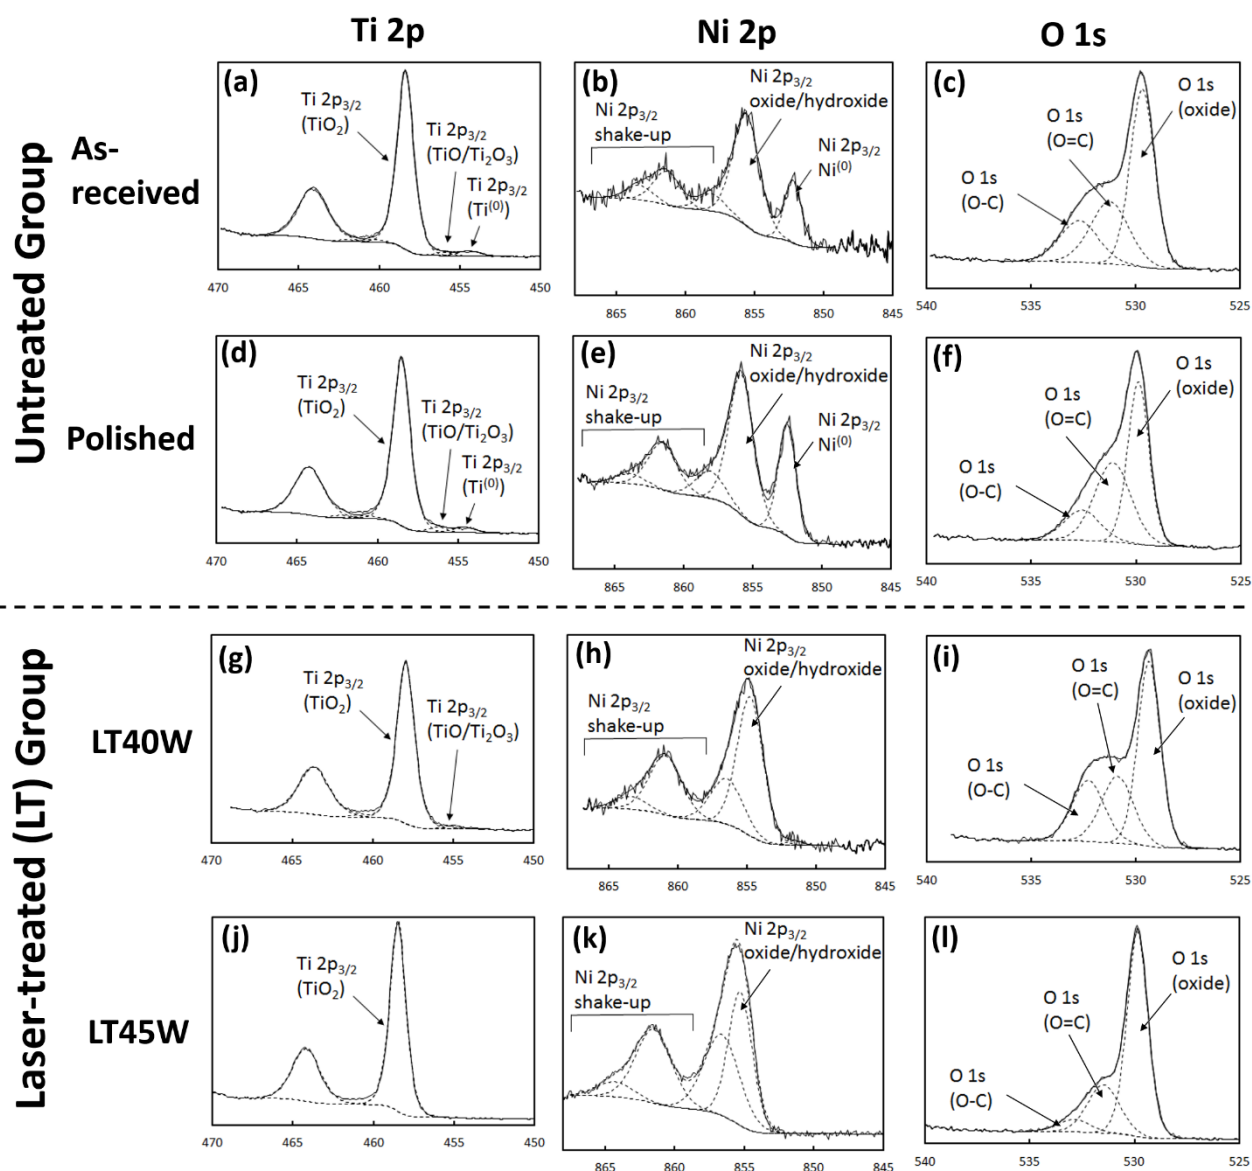 Ti 2p
Ni 2p
O 1s
Untreated Group
As-
received
(a)
Ti 2p3/2
(TiO2)
Ti 2p3/2
(TiO/Ti2O3)
Ti 2p3/2
(Ti(0))
470 465 460 455 450
(b)
Ni 2p3/2
oxide/hydroxide
Ni 2p3/2
shake-up
Ni 2p3/2
Ni(0)
865 860 855 850 845
(c)
O 1s
(oxide)
O 1s
(O=C)
O 1s
(O-C)
540 535 530 525
Polished
(d)
Ti 2p3/2
(TiO2)
Ti 2p3/2
(TiO/Ti2O3)
Ti 2p3/2
(Ti(0))
470 465 460 455 450
(e)
Ni 2p3/2
oxide/hydroxide
Ni 2p3/2
shake-up
Ni 2p3/2
Ni(0)
865 860 855 850 845
(f)
O 1s
(oxide)
O 1s
(O=C)
O 1s
(O-C)
540 535 530 525
Laser-treated (LT) Group
LT40W
(g)
Ti 2p3/2
(TiO2)
Ti 2p3/2
(TiO/Ti2O3)
470 465 460 455 450
(h)
Ni 2p3/2
oxide/hydroxide
Ni 2p3/2
shake-up
865 860 855 850 845
(i)
O 1s
(O=C)
O 1s
(oxide)
O 1s
(O-C)
540 535 530 525
LT45W
(j)
Ti 2p3/2
(TiO2)
470 465 460 455 450
(k)
Ni 2p3/2
oxide/hydroxide
Ni 2p3/2
shake-up
865 860 855 850 845
(l)
O 1s
(oxide)
O 1s
(O=C)
O 1s
(O-C)
540 535 530 525